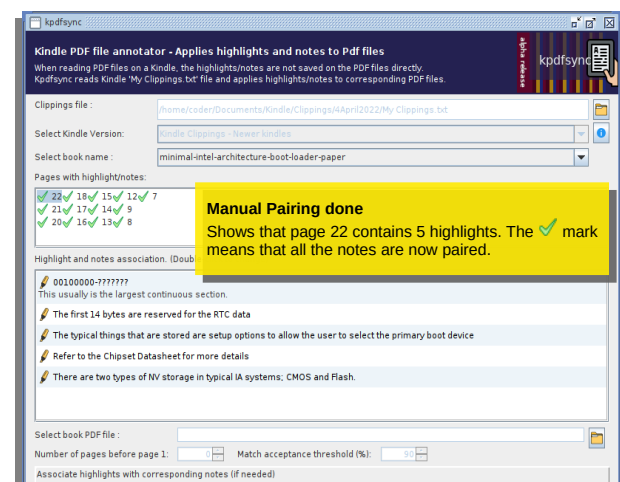 kpdfsync
Kindle PDF file annotator - Applies highlights and notes to Pdf files
When reading PDF files on a Kindle, the highlights/notes are not saved on the PDF files directly.
Kpdfsync reads Kindle 'My Clippings.txt' file and applies highlights/notes to corresponding PDF files.
alpha release
kpdfsync
Clippings file :
/home/coder/Documents/Kindle/Clippings/4April2022/My Clippings.txt
Select Kindle Version:
Kindle Clippings - Newer kindles
Select book name :
minimal-intel-architecture-boot-loader-paper
Pages with highlight/notes:
22 18 15 12 7
21 17 14 9
20 16 13 8
Manual Pairing done
Shows that page 22 contains 5 highlights. The mark
means that all the notes are now paired.
Highlight and notes association. (Doub
00100000-???????
This usually is the largest continuous section.
The first 14 bytes are reserved for the RTC data
The typical things that are stored are setup options to allow the user to select the primary boot device
Refer to the Chipset Datasheet for more details
There are two types of NV storage in typical IA systems; CMOS and Flash.
Select book PDF file :
Number of pages before page 1: 0 Match acceptance threshold (%): 90
Associate highlights with corresponding notes (if needed)